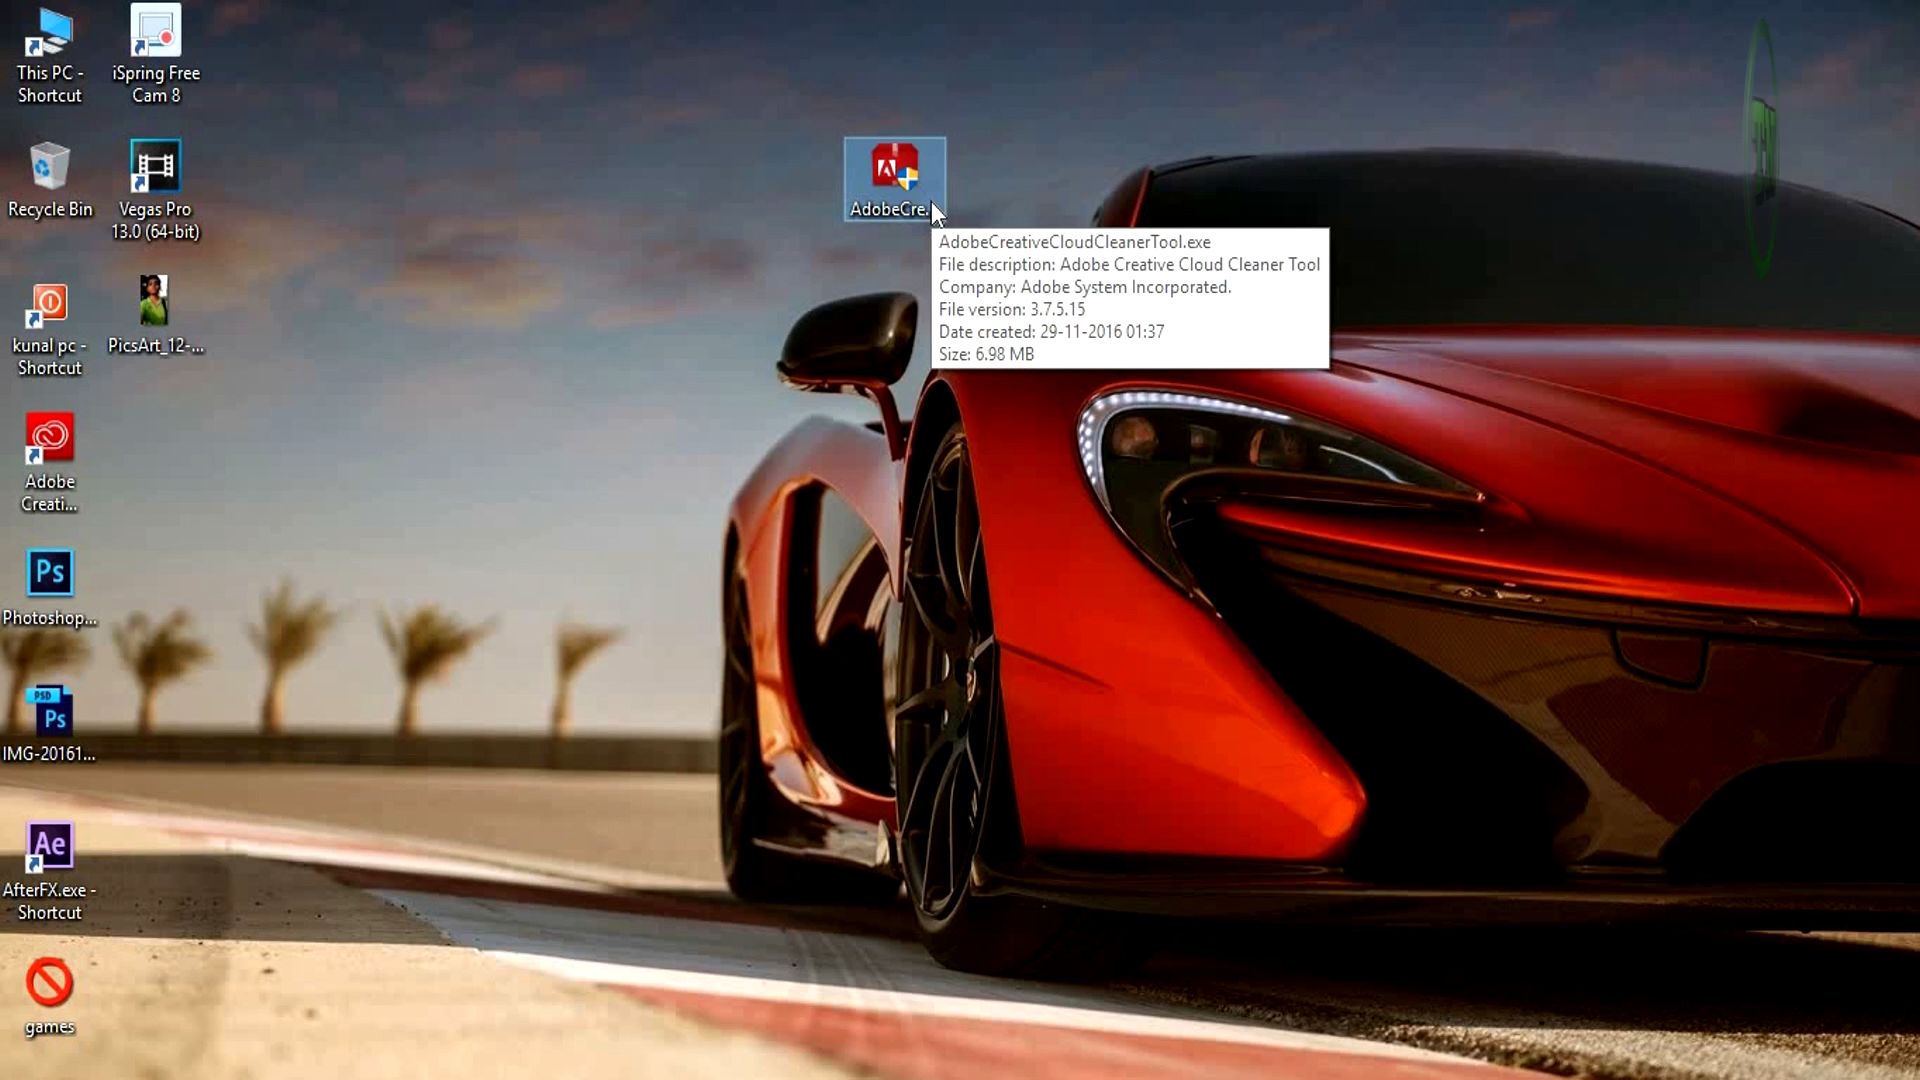 This PC -
Shortcut
iSpring Free
Cam 8
Recycle Bin
Vegas Pro
13.0 (64-bit)
kunal pc -
Shortcut
PicsArt_12-...
Adobe
Creati...
Ps
Photoshop...
PSD
Ps
IMG-20161...
Ae
AfterFX.exe -
Shortcut
games
AdobeCre...
AdobeCreativeCloudCleanerTool.exe
File description: Adobe Creative Cloud Cleaner Tool
Company: Adobe System Incorporated.
File version: 3.7.5.15
Date created: 29-11-2016 01:37
Size: 6.98 MB